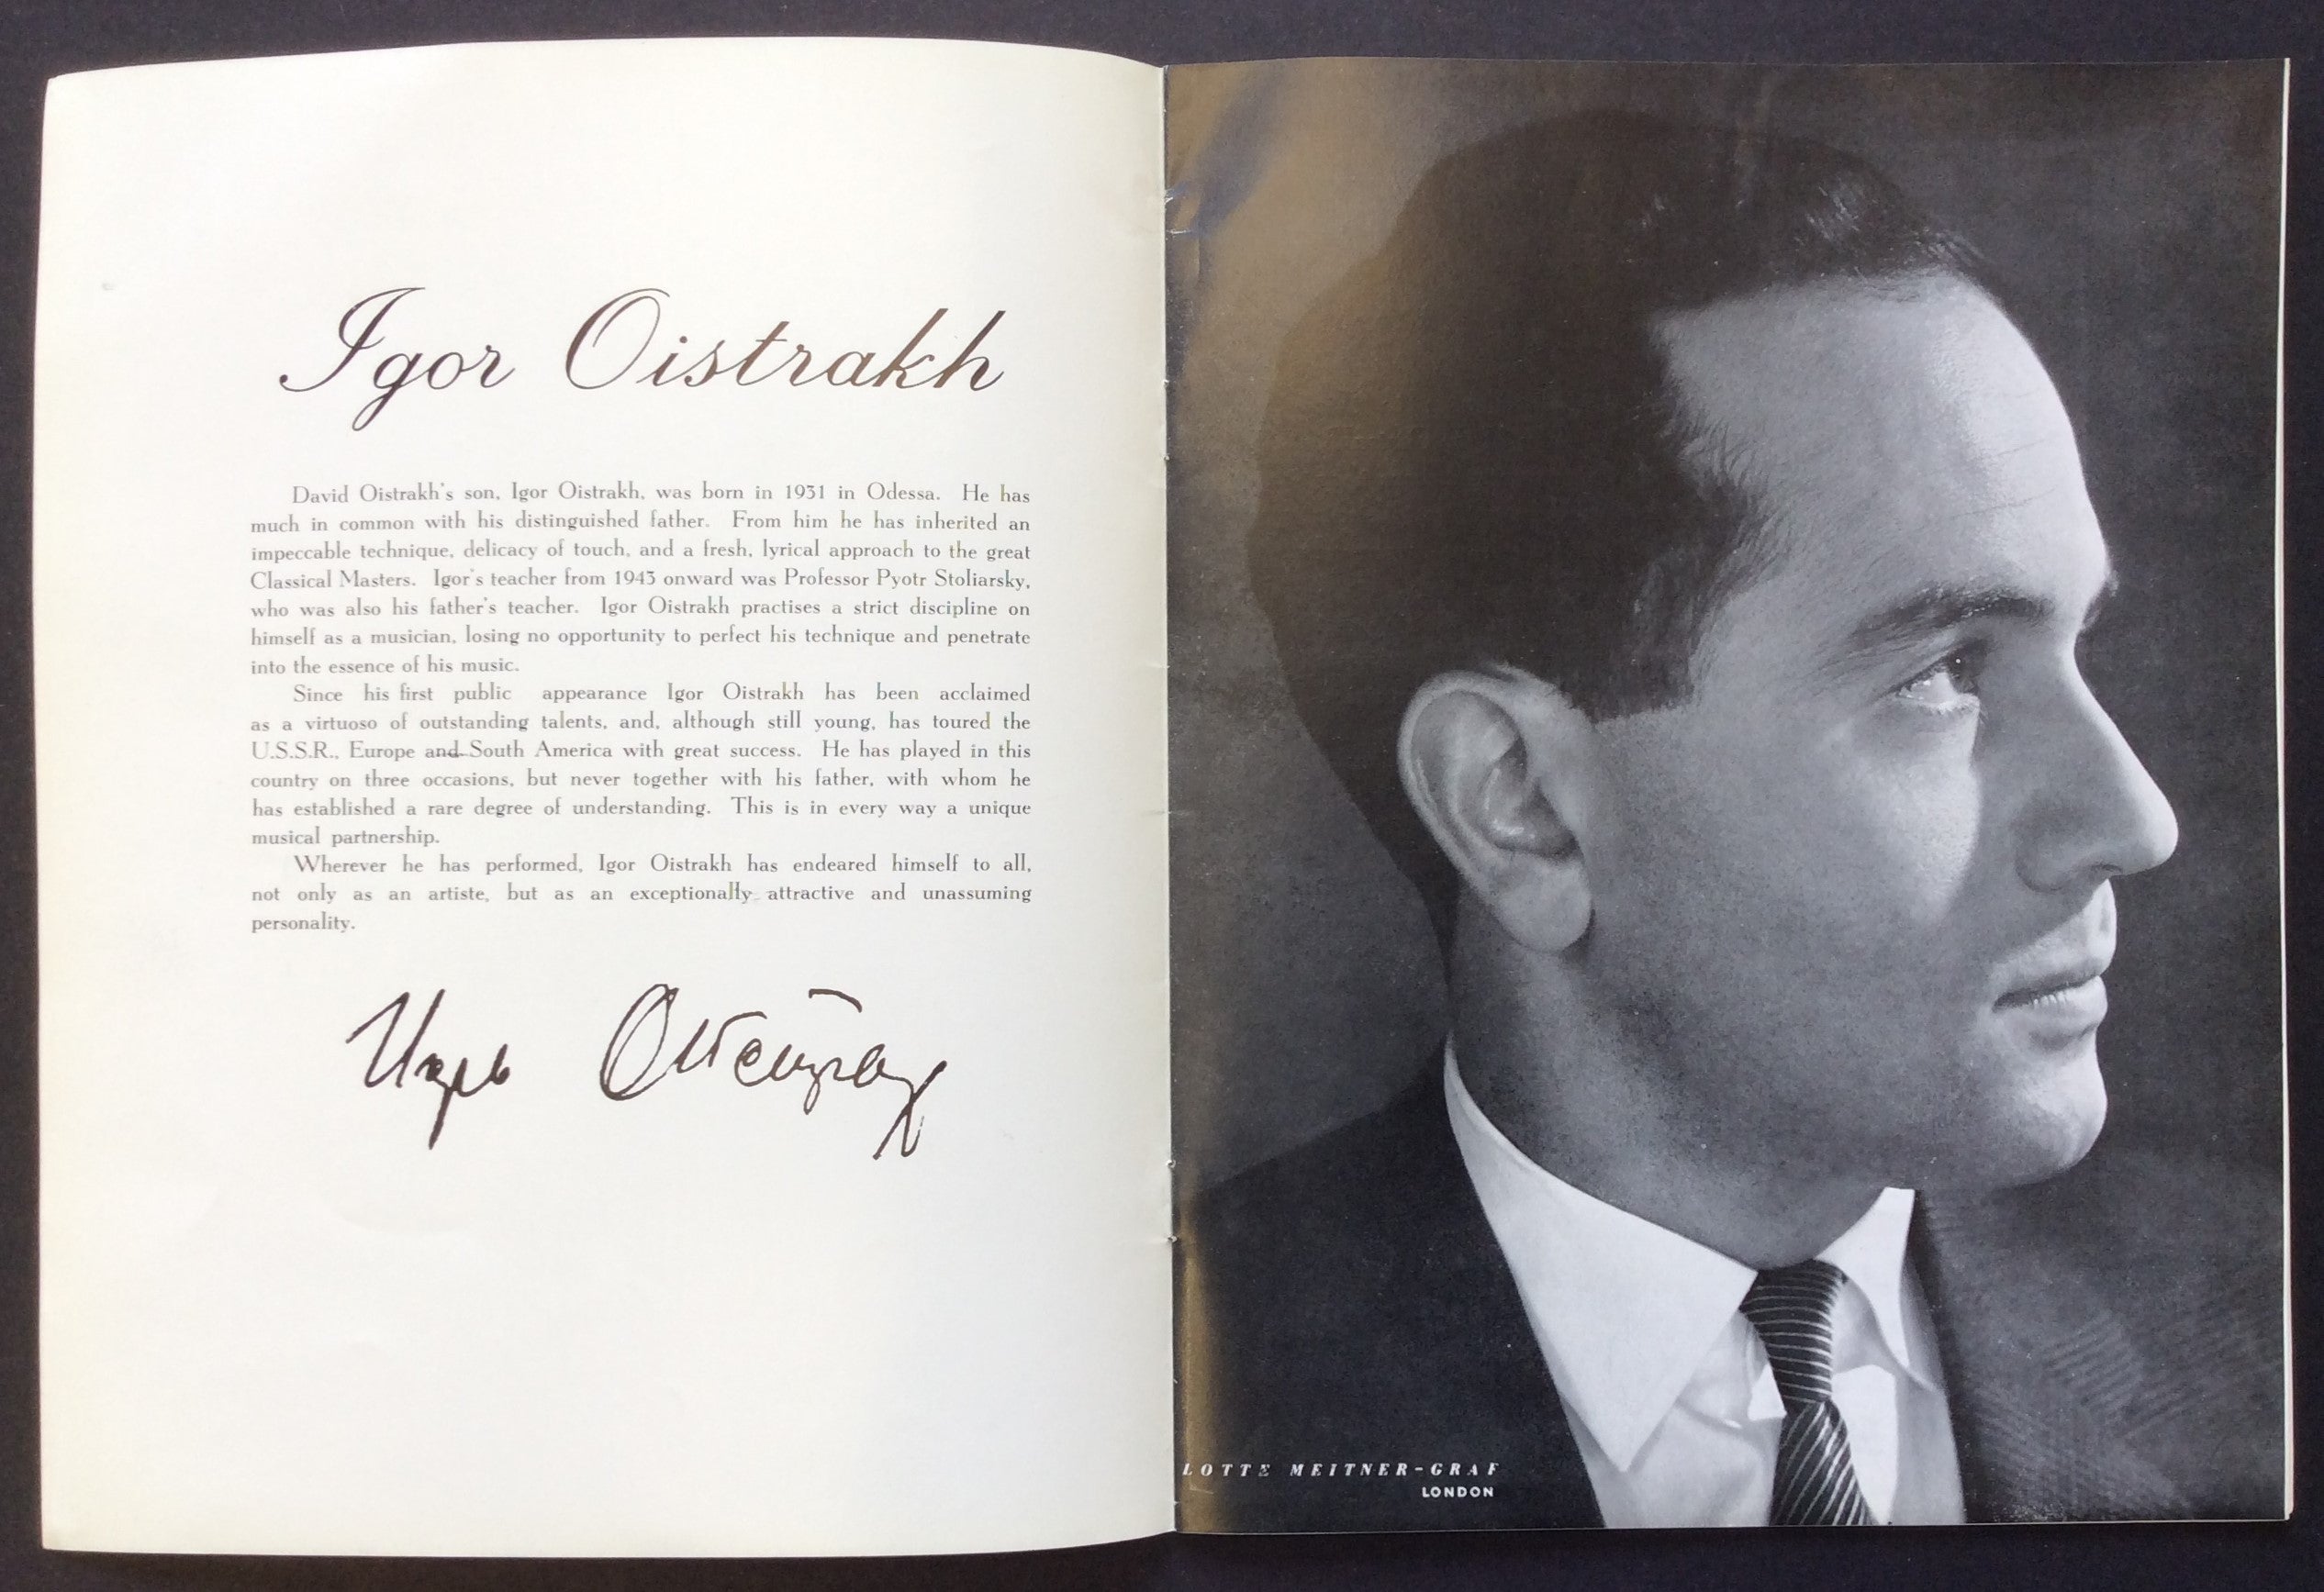 Igor Oistrakh
David Oistrakh's son, Igor Oistrakh, was born in 1931 in Odessa. He has
much in common with his distinguished father. From him he has inherited an
impeccable technique, delicacy of touch, and a fresh, lyrical approach to the great
Classical Masters. Igor's teacher from 1943 onward was Professor Pyotr Stoliarsky,
who was also his father's teacher. Igor Oistrakh practises a strict discipline on
himself as a musician, losing no opportunity to perfect his technique and penetrate
into the essence of his music.
Since his first public appearance Igor Oistrakh has been acclaimed
as a virtuoso of outstanding talents, and, although still young, has toured the
U.S.S.R., Europe and South America with great success. He has played in this
country on three occasions, but never together with his father, with whom he
has established a rare degree of understanding. This is in every way a unique
musical partnership.
Wherever he has performed, Igor Oistrakh has endeared himself to all,
not only as an artiste, but as an exceptionally attractive and unassuming
personality.
Игорь Ойстрах
LOTTE MEITNER-GRAF
LONDON